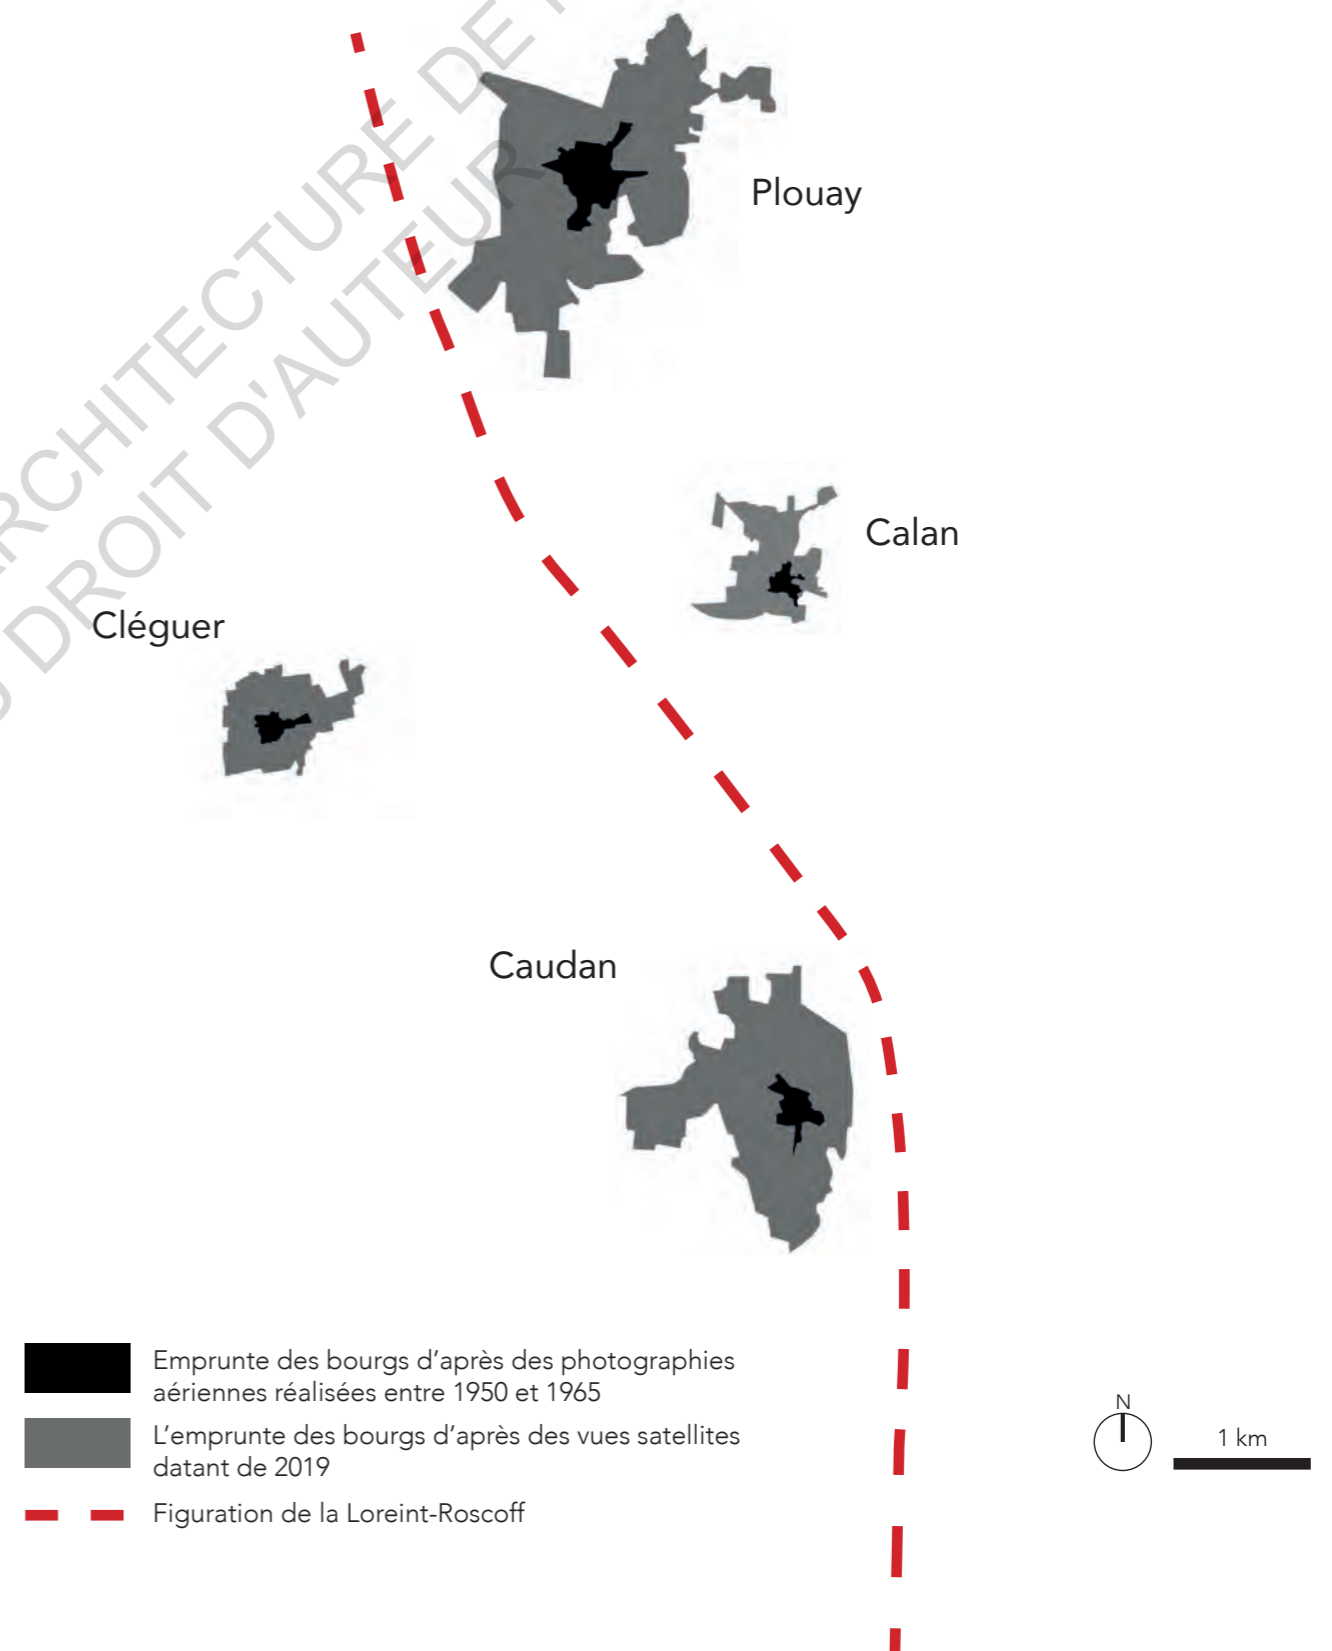 ARCHITECTURE DE
DROIT D'AUTEUR
Plouay
Calan
Cléguer
Caudan
Emprunte des bourgs d'après des photographies
aériennes réalisées entre 1950 et 1965
L'emprunte des bourgs d'après des vues satellites
datant de 2019
Figuration de la Loreint-Roscoff
N
1 km